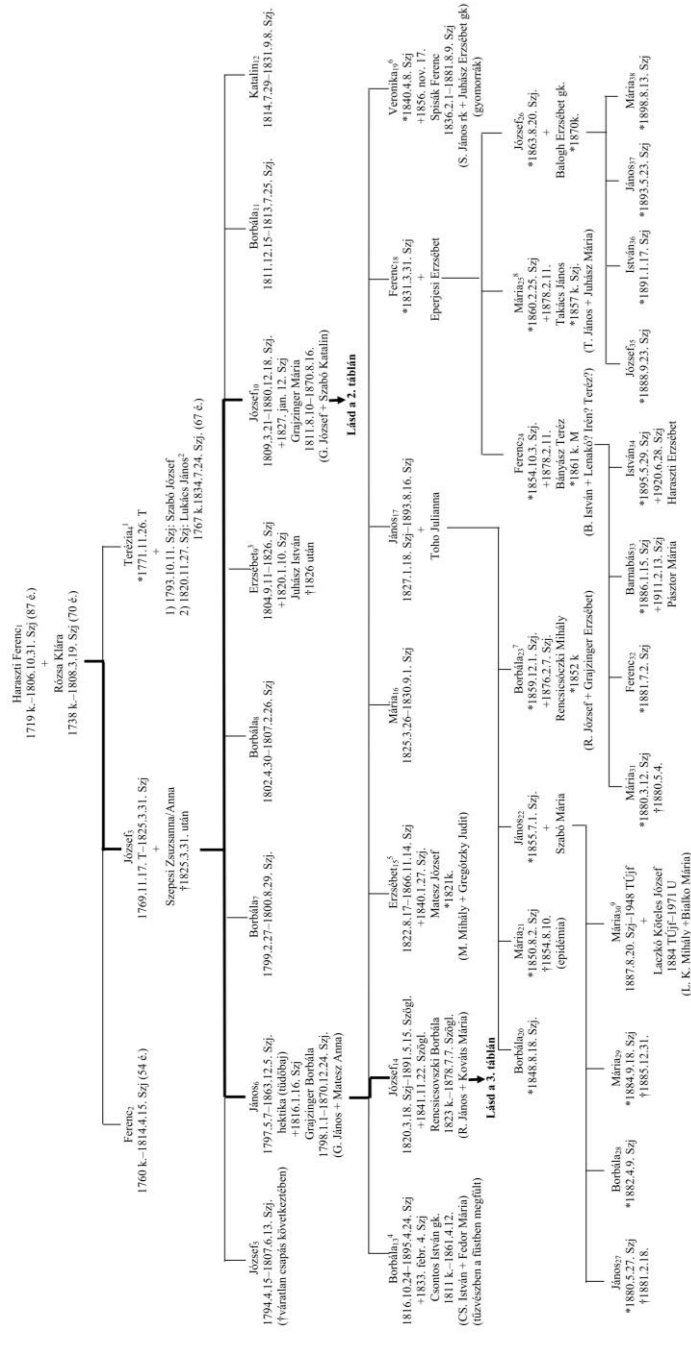 Haraszti Ferenc₁
1719 k.–1806.10.31. Szj (87 é.)
+
Rózsa Klára
1738 k.–1808.3.19. Szj (70 é.)
Ferenc₂
1760 k.–1814.4.15. Szj (54 é.)
József₃
1769.11.17. T–1825.3.31. Szj
+
Szepesi Zsuzsanna/Anna
†1825.3.31. után
Terézia₄¹
*1771.11.26. T
+
1) 1793.10.11. Szj: Szabó József
2) 1820.11.27. Szj: Lukács János²
1767 k.1834.7.24. Szj. (67 é.)
József₅
1794.4.15–1807.6.13. Szj.
(†váratlan csapás következtében)
János₆
1797.5.7–1863.12.5. Szj.
hektika (tüdőbaj)
+1816.1.16. Szj
Grajzinger Borbála
1798.1.1–1870.12.24. Szj.
(G. János + Matesz Anna)
Borbála₇
1799.2.27–1800.8.29. Szj.
Borbála₈
1802.4.30–1807.2.26. Szj
Erzsébet₉³
1804.9.11–1826. Szj
+1820.1.10. Szj
Juhász István
†1826 után
József₁₀
1809.3.21–1880.12.18. Szj.
+1827. jan. 12. Szj
Grajzinger Mária
1811.8.10–1870.8.16.
(G. József + Szabó Katalin)
Lásd a 2. táblán
Borbála₁₁
1811.12.15–1813.7.25. Szj.
Katalin₁₂
1814.7.29–1831.9.8. Szj.
Borbála₁₃⁴
1816.10.24–1895.4.24. Szj
+1833. febr. 4. Szj
Csontos István gk.
1811 k.–1861.4.12.
(CS. István + Fedor Mária)
(tűzvészben a füstben megfúlt)
József₁₄
1820.3.18. Szj–1891.5.15. Szögl.
+1841.11.22. Szögl.
Rencsicsovszki Borbála
1823 k.–1878.7.7. Szögl.
(R. János + Kováts Mária)
Lásd a 3. táblán
Erzsébet₁₅⁵
1822.8.17–1866.11.14. Szj
+1840.1.27. Szj.
Matesz József
*1821k.
(M. Mihály + Gregótzky Judit)
Mária₁₆
1825.3.26–1830.9.1. Szj
János₁₇
1827.1.18. Szj–1893.8.16. Szj
+
Toho Julianna
Ferenc₁₈
*1831.3.31. Szj
+
Eperjesi Erzsébet
Veronika₁₉⁶
*1840.4.8. Szj
+1856. nov. 17.
Spisák Ferenc
1836.2.1–1881.8.9. Szj
(S. János rk + Juhász Erzsébet gk)
(gyomorrák)
Borbála₂₀
*1848.8.18. Szj.
Mária₂₁
*1850.8.2. Szj
†1854.8.10.
(epidémia)
János₂₂
*1855.7.1. Szj.
+
Szabó Mária
Borbála₂₃⁷
*1859.12.1. Szj.
+1876.2.7. Szj.
Rencsicsóczki Mihály
*1852 k
(R. József + Grajzinger Erzsébet)
Ferenc₂₄
*1854.10.3. Szj.
+1878.2.11.
Bányász Teréz
*1861 k. M
(B. István + Lenakó? Irén? Teréz?)
Mária₂₅⁸
*1860.2.25. Szj
+1878.2.11.
Takács János
*1857 k. Szj.
(T. János + Juhász Mária)
József₂₆
*1863.8.20. Szj.
+
Balogh Erzsébet gk.
*1870k.
János₂₇
*1880.5.27. Szj
†1881.2.18.
Borbála₂₈
*1882.4.9. Szj
Mária₂₉
*1884.9.18. Szj
†1885.12.31.
Mária₃₀⁹
1887.8.20. Szj–1948 TÚjf
+
Laczkó Köteles József
1884 TÚjf–1971 U
(L. K. Mihály +Bialko Mária)
Mária₃₁
*1880.3.12. Szj
†1880.5.4.
Ferenc₃₂
*1881.7.2. Szj
Barnabás₃₃
*1886.1.15. Szj
+1911.2.13. Szj
Pásztor Mária
István₃₄
*1895.5.29. Szj
+1920.6.28. Szj
Haraszti Erzsébet
József₃₅
*1888.9.23. Szj
István₃₆
*1891.1.17. Szj
János₃₇
*1893.5.23. Szj
Mária₃₈
*1898.8.13. Szj